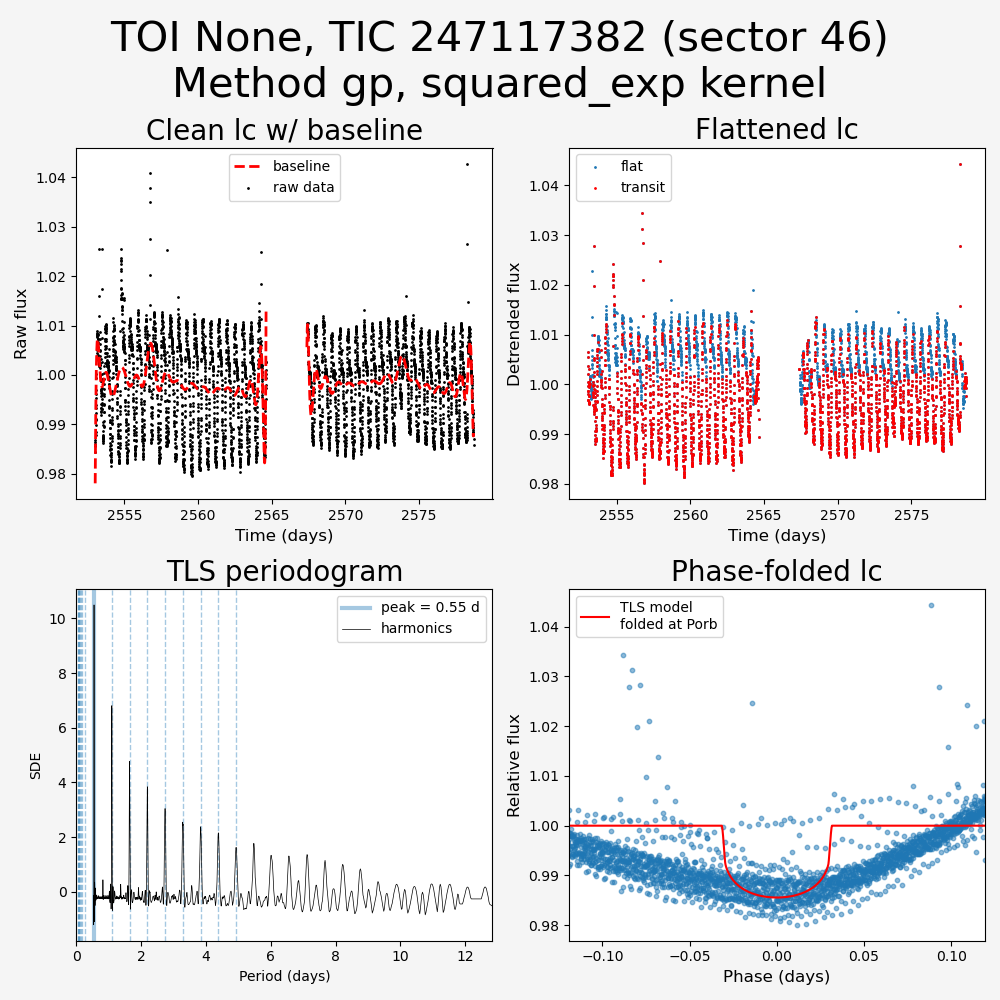 TOI None, TIC 247117382 (sector 46)
Method gp, squared_exp kernel
Clean lc w/ baseline
baseline
raw data
Raw flux
1.04
1.03
1.02
1.01
1.00
0.99
0.98
2555
2560
2565
2570
2575
Time (days)
Flattened lc
flat
transit
Detrended flux
1.04
1.03
1.02
1.01
1.00
0.99
0.98
2555
2560
2565
2570
2575
Time (days)
TLS periodogram
peak = 0.55 d
harmonics
SDE
10
8
6
4
2
0
0
2
4
6
8
10
12
Period (days)
Phase-folded lc
TLS model
folded at Porb
Relative flux
1.04
1.03
1.02
1.01
1.00
0.99
0.98
−0.10
−0.05
0.00
0.05
0.10
Phase (days)